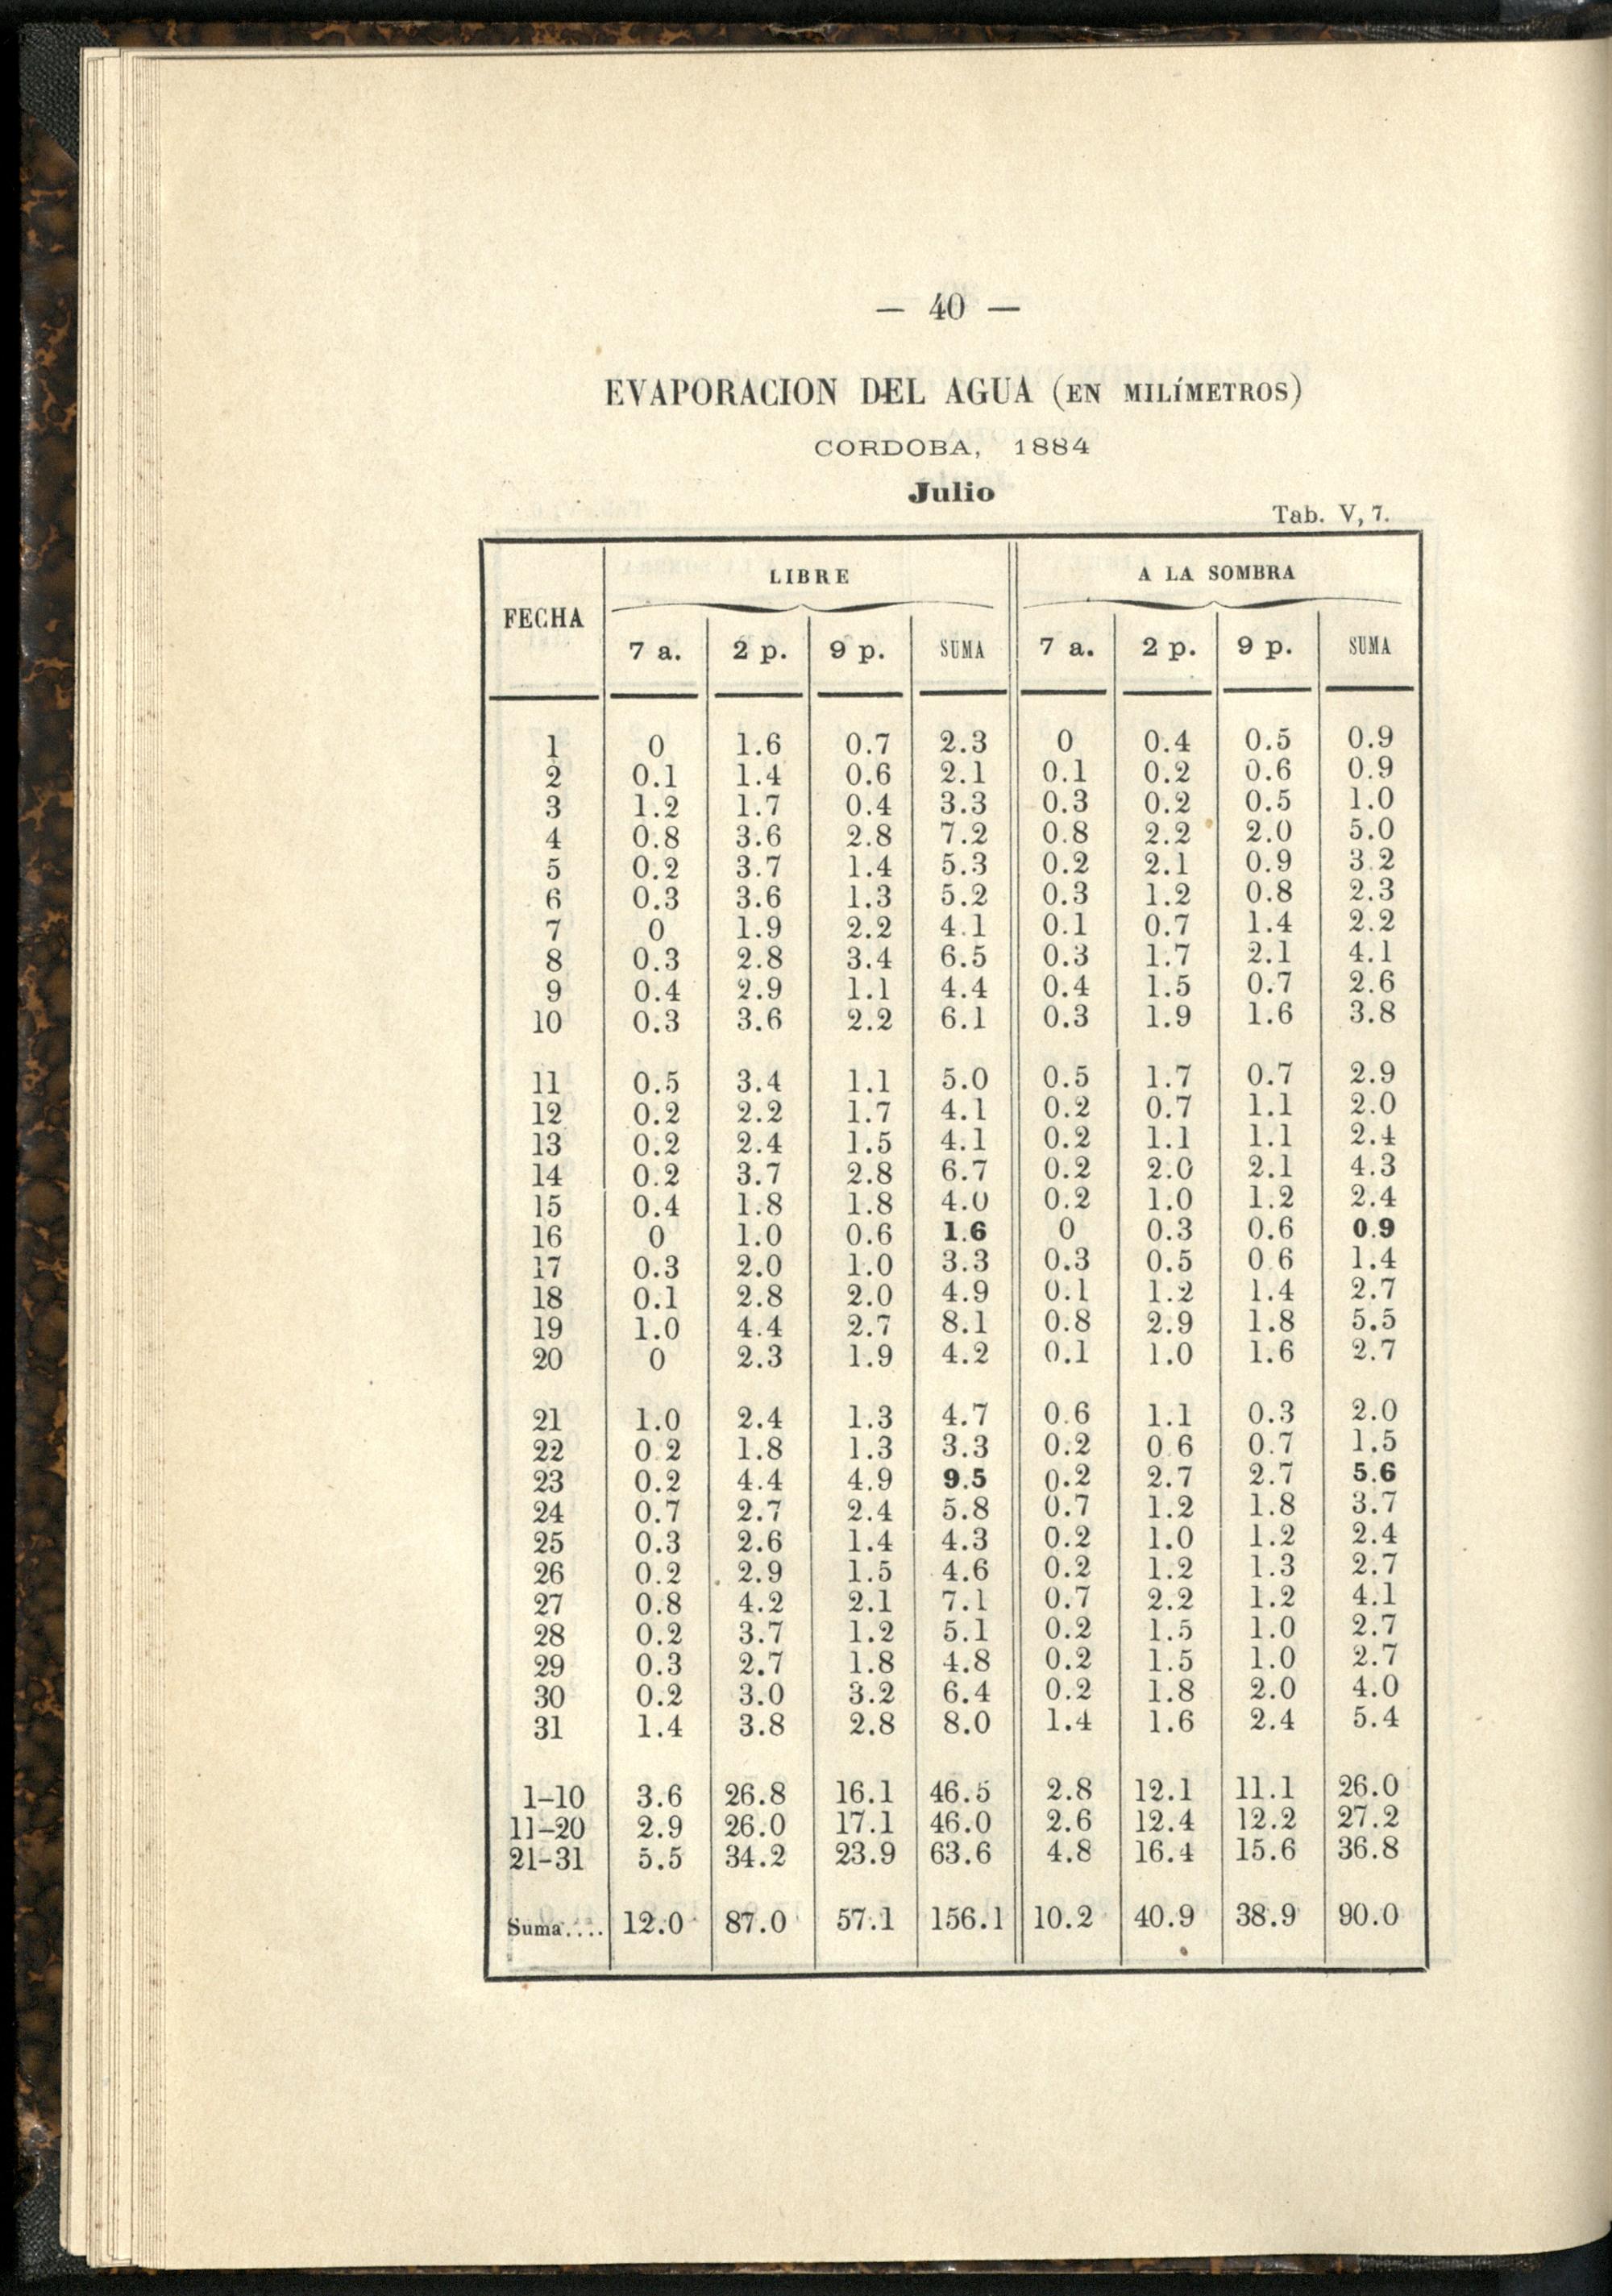 — 40 —
EVAPORACION DEL AGUA (EN MILÍMETROS)
CORDOBA, 1884
Julio
Tab. V, 7.
FECHA LIBRE A LA SOMBRA
7 a. 2 p. 9 p. SUMA 7 a. 2 p. 9 p. SUMA
1 0 1.6 0.7 2.3 0 0.4 0.5 0.9
2 0.1 1.4 0.6 2.1 0.1 0.2 0.6 0.9
3 1.2 1.7 0.4 3.3 0.3 0.2 0.5 1.0
4 0.8 3.6 2.8 7.2 0.8 2.2 2.0 5.0
5 0.2 3.7 1.4 5.3 0.2 2.1 0.9 3.2
6 0.3 3.6 1.3 5.2 0.3 1.2 0.8 2.3
7 0 1.9 2.2 4.1 0.1 0.7 1.4 2.2
8 0.3 2.8 3.4 6.5 0.3 1.7 2.1 4.1
9 0.4 2.9 1.1 4.4 0.4 1.5 0.7 2.6
10 0.3 3.6 2.2 6.1 0.3 1.9 1.6 3.8
11 0.5 3.4 1.1 5.0 0.5 1.7 0.7 2.9
12 0.2 2.2 1.7 4.1 0.2 0.7 1.1 2.0
13 0.2 2.4 1.5 4.1 0.2 1.1 1.1 2.4
14 0.2 3.7 2.8 6.7 0.2 2.0 2.1 4.3
15 0.4 1.8 1.8 4.0 0.2 1.0 1.2 2.4
16 0 1.0 0.6 1.6 0 0.3 0.6 0.9
17 0.3 2.0 1.0 3.3 0.3 0.5 0 6 1.4
18 0.1 2.8 2.0 4.9 0.1 1.2 1.4 2.7
19 1.0 4.4 2.7 8.1 0.8 2.9 1.8 5.5
20 0 2.3 1.9 4.2 0.1 1.0 1.6 2.7
21 1.0 2.4 1.3 4.7 0.6 1.1 0.3 2.0
22 0.2 1.8 1.3 3.3 0.2 0 6 0.7 1.5
23 0.2 4.4 4.9 9.5 0.2 2.7 2.7 5.6
24 0.7 2.7 2.4 5.8 0.7 1.2 1.8 3.7
25 0.3 2.6 1.4 4.3 0.2 1.0 1.2 2.4
26 0.2 2.9 1.5 4.6 0.2 1.2 1.3 2.7
27 0.8 4.2 2.1 7.1 0.7 2.2 1.2 4.1
28 0.2 3.7 1.2 5.1 0.2 1.5 1.0 2.7
29 0.3 2.7 1.8 4.8 0.2 1.5 1.0 2.7
30 0.2 3.0 3.2 6.4 0.2 1.8 2.0 4.0
31 1.4 3.8 2.8 8.0 1.4 1.6 2.4 5.4
1–10 3.6 26.8 16.1 46.5 2.8 12.1 11.1 26.0
11–20 2.9 26.0 17.1 46.0 2.6 12.4 12.2 27.2
21–31 5.5 34.2 23.9 63.6 4.8 16.4 15.6 36.8
Suma.... 12.0 87.0 57.1 156.1 10.2 40.9 38.9 90.0